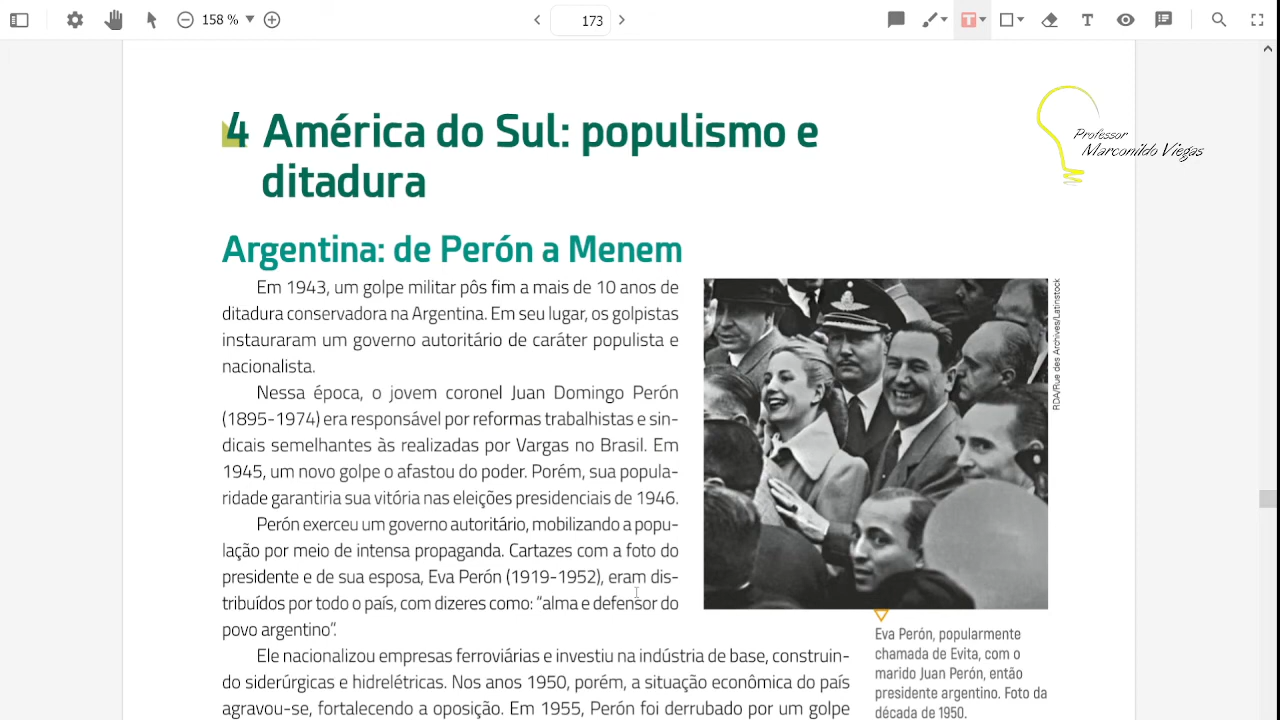 158 %
173
4 América do Sul: populismo e
ditadura
Professor
Marconildo Viegas
Argentina: de Perón a Menem
Em 1943, um golpe militar pôs fim a mais de 10 anos de
ditadura conservadora na Argentina. Em seu lugar, os golpistas
instauraram um governo autoritário de caráter populista e
nacionalista.
Nessa época, o jovem coronel Juan Domingo Perón
(1895-1974) era responsável por reformas trabalhistas e sin-
dicais semelhantes às realizadas por Vargas no Brasil. Em
1945, um novo golpe o afastou do poder. Porém, sua popula-
ridade garantiria sua vitória nas eleições presidenciais de 1946.
Perón exerceu um governo autoritário, mobilizando a popu-
lação por meio de intensa propaganda. Cartazes com a foto do
presidente e de sua esposa, Eva Perón (1919-1952), eram dis-
tribuídos por todo o país, com dizeres como: “alma e defensor do
povo argentino”.
Ele nacionalizou empresas ferroviárias e investiu na indústria de base, construin-
do siderúrgicas e hidrelétricas. Nos anos 1950, porém, a situação econômica do país
agravou-se, fortalecendo a oposição. Em 1955, Perón foi derrubado por um golpe
RDA/Rue des Archives/Latinstock
Eva Perón, popularmente
chamada de Evita, com o
marido Juan Perón, então
presidente argentino. Foto da
década de 1950.